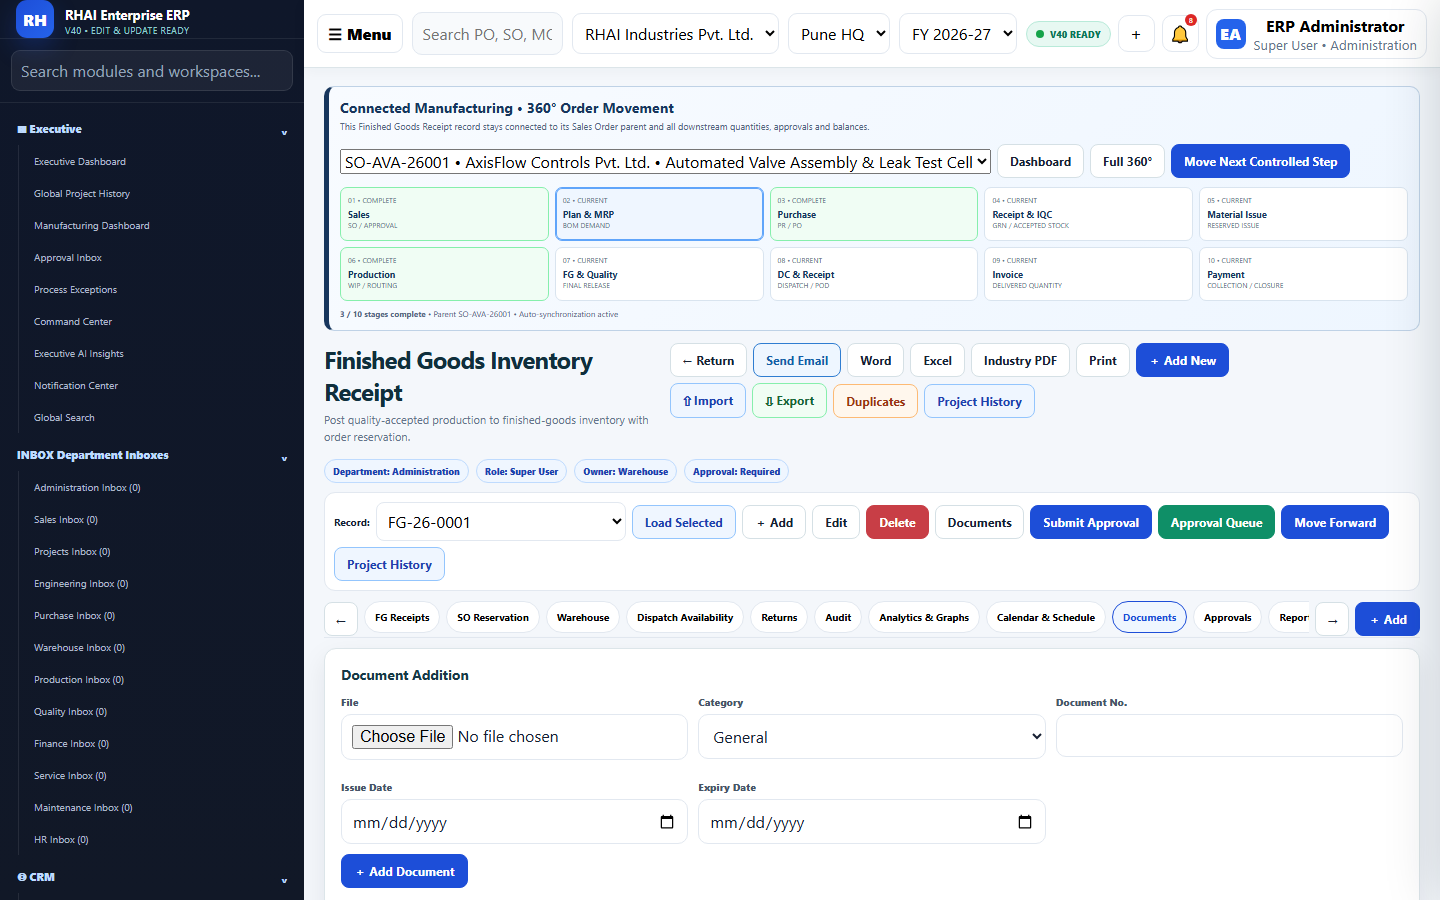 RH
RHAI Enterprise ERP
V40 • EDIT & UPDATE READY
Search modules and workspaces...
Executive
Executive Dashboard
Global Project History
Manufacturing Dashboard
Approval Inbox
Process Exceptions
Command Center
Executive AI Insights
Notification Center
Global Search
INBOX Department Inboxes
Administration Inbox (0)
Sales Inbox (0)
Projects Inbox (0)
Engineering Inbox (0)
Purchase Inbox (0)
Warehouse Inbox (0)
Production Inbox (0)
Quality Inbox (0)
Finance Inbox (0)
Service Inbox (0)
Maintenance Inbox (0)
HR Inbox (0)
CRM
☰ Menu
Search PO, SO, MO
RHAI Industries Pvt. Ltd.
Pune HQ
FY 2026-27
V40 READY
+
8
EA
ERP Administrator
Super User • Administration
Connected Manufacturing • 360° Order Movement
This Finished Goods Receipt record stays connected to its Sales Order parent and all downstream quantities, approvals and balances.
SO-AVA-26001 • AxisFlow Controls Pvt. Ltd. • Automated Valve Assembly & Leak Test Cell
Dashboard
Full 360°
Move Next Controlled Step
01 • COMPLETE
Sales
SO / APPROVAL
02 • CURRENT
Plan & MRP
BOM DEMAND
03 • COMPLETE
Purchase
PR / PO
04 • CURRENT
Receipt & IQC
GRN / ACCEPTED STOCK
05 • CURRENT
Material Issue
RESERVED ISSUE
06 • COMPLETE
Production
WIP / ROUTING
07 • CURRENT
FG & Quality
FINAL RELEASE
08 • CURRENT
DC & Receipt
DISPATCH / POD
09 • CURRENT
Invoice
DELIVERED QUANTITY
10 • CURRENT
Payment
COLLECTION / CLOSURE
3 / 10 stages complete • Parent SO-AVA-26001 • Auto-synchronization active
Finished Goods Inventory
Receipt
Post quality-accepted production to finished-goods inventory with
order reservation.
← Return
Send Email
Word
Excel
Industry PDF
Print
+ Add New
⇧ Import
⇩ Export
Duplicates
Project History
Department: Administration
Role: Super User
Owner: Warehouse
Approval: Required
Record:
FG-26-0001
Load Selected
+ Add
Edit
Delete
Documents
Submit Approval
Approval Queue
Move Forward
Project History
←
FG Receipts
SO Reservation
Warehouse
Dispatch Availability
Returns
Audit
Analytics & Graphs
Calendar & Schedule
Documents
Approvals
Repor
→
+ Add
Document Addition
File
Choose File No file chosen
Category
General
Document No.
Issue Date
mm/dd/yyyy
Expiry Date
mm/dd/yyyy
+ Add Document